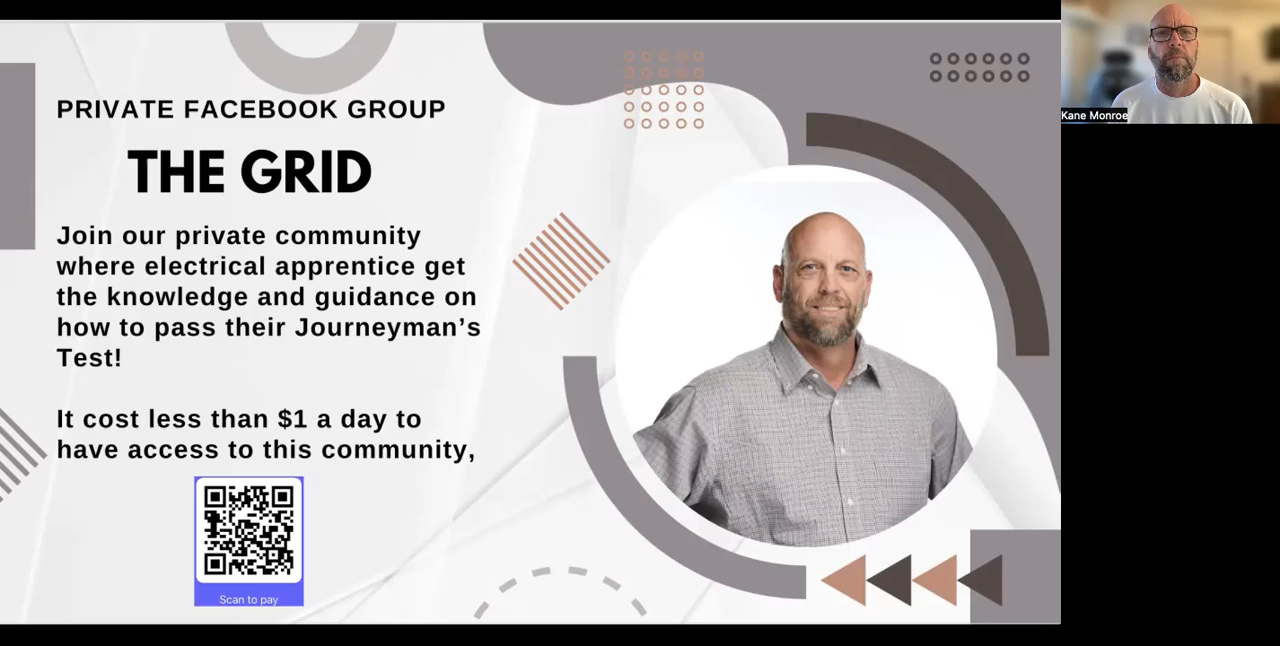 PRIVATE FACEBOOK GROUP
THE GRID
Join our private community
where electrical apprentice get
the knowledge and guidance on
how to pass their Journeyman’s
Test!
It cost less than $1 a day to
have access to this community,
Scan to pay
Kane Monroe